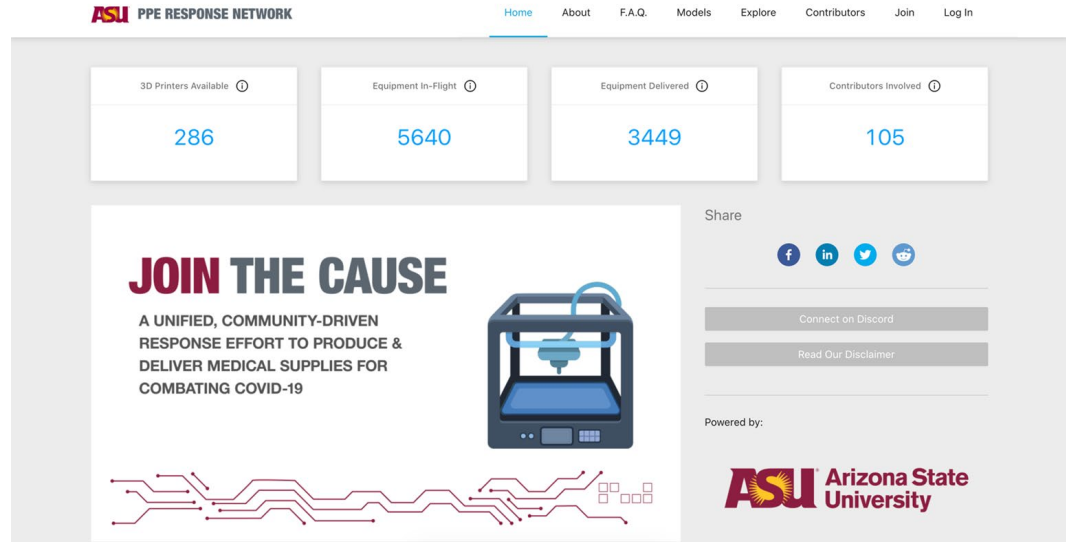 ASU PPE RESPONSE NETWORK
Home About F.A.Q. Models Explore Contributors Join Log In
3D Printers Available
286
Equipment In-Flight
5640
Equipment Delivered
3449
Contributors Involved
105
JOIN THE CAUSE
A UNIFIED, COMMUNITY-DRIVEN
RESPONSE EFFORT TO PRODUCE &
DELIVER MEDICAL SUPPLIES FOR
COMBATING COVID-19
Share
Connect on Discord
Read Our Disclaimer
Powered by:
ASU Arizona State
University